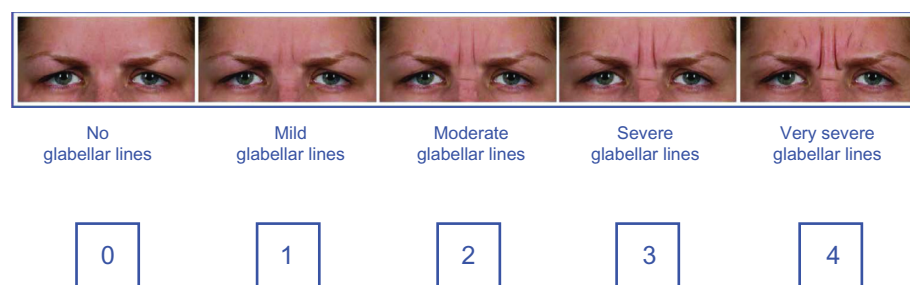 No
glabellar lines
Mild
glabellar lines
Moderate
glabellar lines
Severe
glabellar lines
Very severe
glabellar lines
0
1
2
3
4